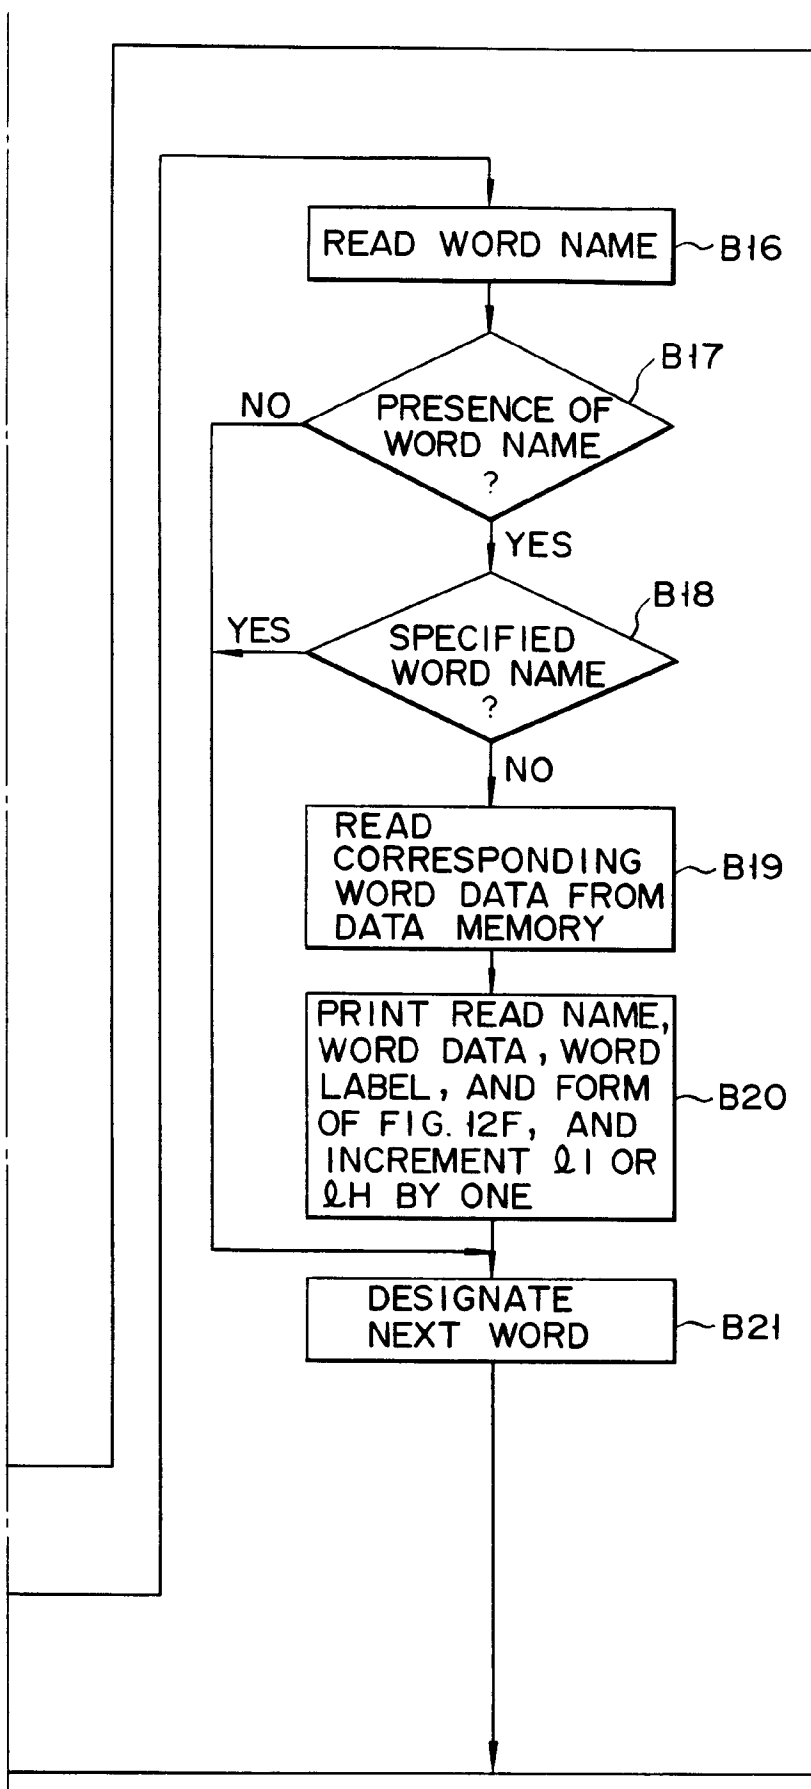 READ WORD NAME
B16
B17
NO
PRESENCE OF
WORD NAME
?
YES
B18
YES
SPECIFIED
WORD NAME
?
NO
READ
CORRESPONDING
WORD DATA FROM
DATA MEMORY
B19
PRINT READ NAME,
WORD DATA, WORD
LABEL, AND FORM
OF FIG. 12F, AND
INCREMENT ℓI OR
ℓH BY ONE
B20
DESIGNATE
NEXT WORD
B21